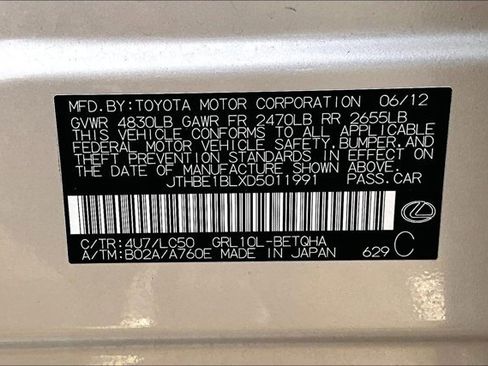 MFD. BY: TOYOTA MOTOR CORPORATION 06/12
GVWR 4830LB GAWR FR 2470LB RR 2655LB
THIS VEHICLE CONFORMS TO ALL APPLICABLE
FEDERAL MOTOR VEHICLE SAFETY, BUMPER, AND
THEFT PREVENTION STANDARDS IN EFFECT ON
THE DATE OF MANUFACTURE SHOWN ABOVE.
JTHBE1BLXD5011991 PASS. CAR
C/TR: 4U7/LC50 GRL10L-BETQHA
A/TM: B02A/A760E MADE IN JAPAN 629 C